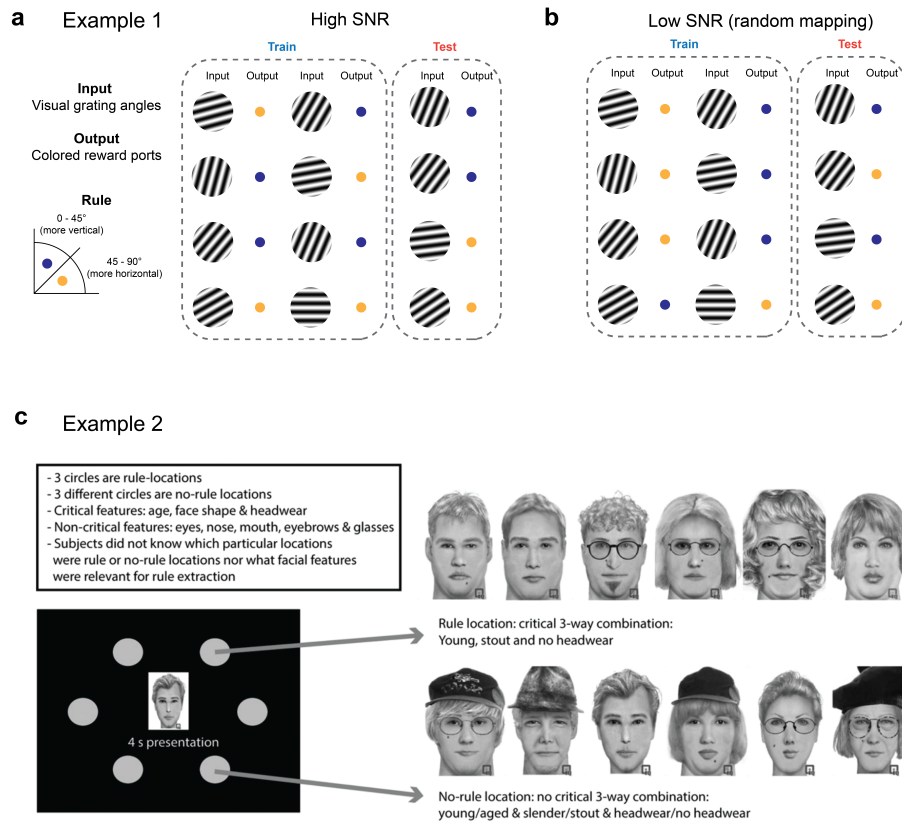 a Example 1
High SNR
Train
Test
Input Output Input Output
Input Output
Input
Visual grating angles
Output
Colored reward ports
Rule
0 - 45°
(more vertical)
45 - 90°
(more horizontal)
b
Low SNR (random mapping)
Train
Test
Input Output Input Output
Input Output
c Example 2
- 3 circles are rule-locations
- 3 different circles are no-rule locations
- Critical features: age, face shape & headwear
- Non-critical features: eyes, nose, mouth, eyebrows & glasses
- Subjects did not know which particular locations
were rule or no-rule locations nor what facial features
were relevant for rule extraction
4 s presentation
Rule location: critical 3-way combination:
Young, stout and no headwear
No-rule location: no critical 3-way combination:
young/aged & slender/stout & headwear/no headwear